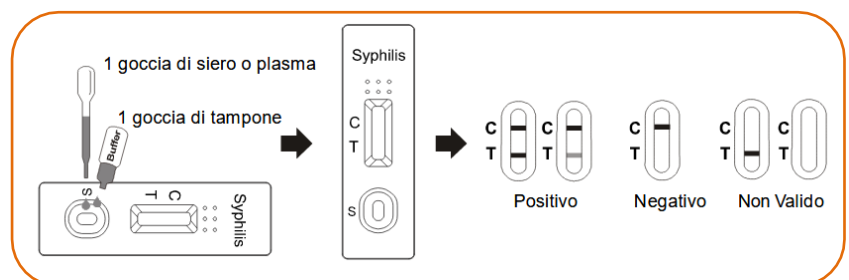 1 goccia di siero o plasma
1 goccia di tampone
Buffer
S
C
T
Syphilis
Syphilis
C
T
S
C
T
C
T
Positivo
C
T
Negativo
C
T
C
T
Non Valido